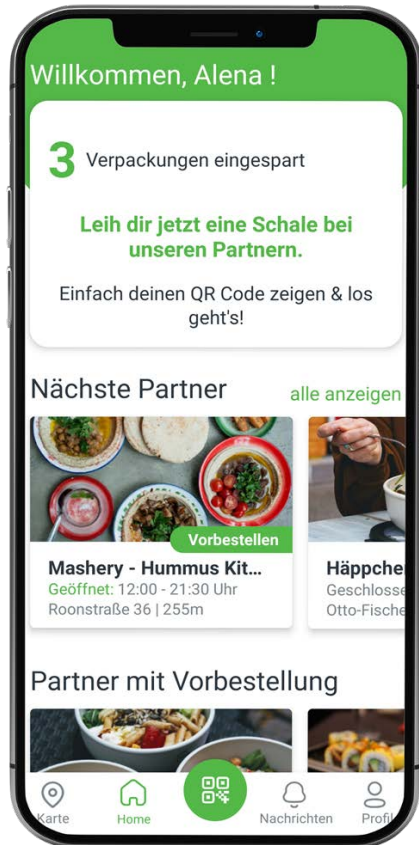 Willkommen, Alena !
3 Verpackungen eingespart
Leih dir jetzt eine Schale bei
unseren Partnern.
Einfach deinen QR Code zeigen & los
geht's!
Nächste Partner
alle anzeigen
Vorbestellen
Mashery - Hummus Kit...
Geöffnet: 12:00 - 21:30 Uhr
Roonstraße 36 | 255m
Häppche
Geschlosse
Otto-Fische
Partner mit Vorbestellung
Karte
Home
Nachrichten
Profil